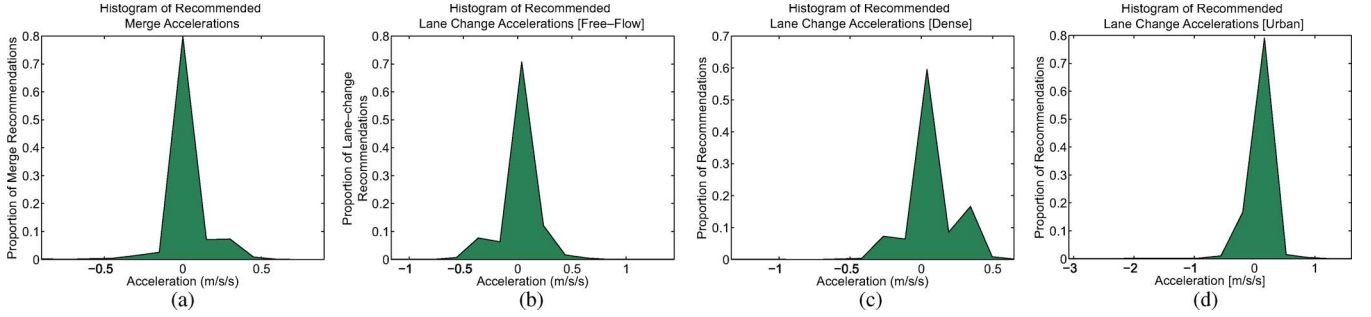 Histogram of Recommended
Merge Accelerations
Proportion of Merge Recommendations
0.8
0.7
0.6
0.5
0.4
0.3
0.2
0.1
0
−0.5
0
0.5
Acceleration (m/s/s)
(a)
Histogram of Recommended
Lane Change Accelerations [Free–Flow]
Proportion of Lane–change
Recommendations
0.8
0.7
0.6
0.5
0.4
0.3
0.2
0.1
0
−1
−0.5
0
0.5
1
Acceleration (m/s/s)
(b)
Histogram of Recommended
Lane Change Accelerations [Dense]
Proportion of Recommendations
0.7
0.6
0.5
0.4
0.3
0.2
0.1
0
−1
−0.5
0
0.5
Acceleration (m/s/s)
(c)
Histogram of Recommended
Lane Change Accelerations [Urban]
Proportion of Recommendations
0.8
0.7
0.6
0.5
0.4
0.3
0.2
0.1
0
−3
−2
−1
0
1
Acceleration [m/s/s]
(d)